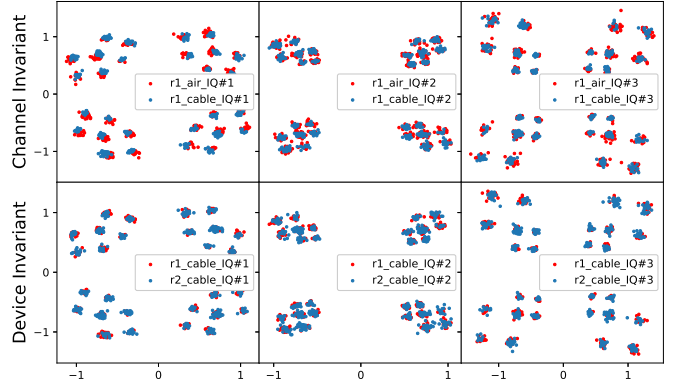 Channel Invariant
1
0
−1
r1_air_IQ#1
r1_cable_IQ#1
r1_air_IQ#2
r1_cable_IQ#2
r1_air_IQ#3
r1_cable_IQ#3
Device Invariant
1
0
−1
r1_cable_IQ#1
r2_cable_IQ#1
r1_cable_IQ#2
r2_cable_IQ#2
r1_cable_IQ#3
r2_cable_IQ#3
−1 0 1 −1 0 1 −1 0 1